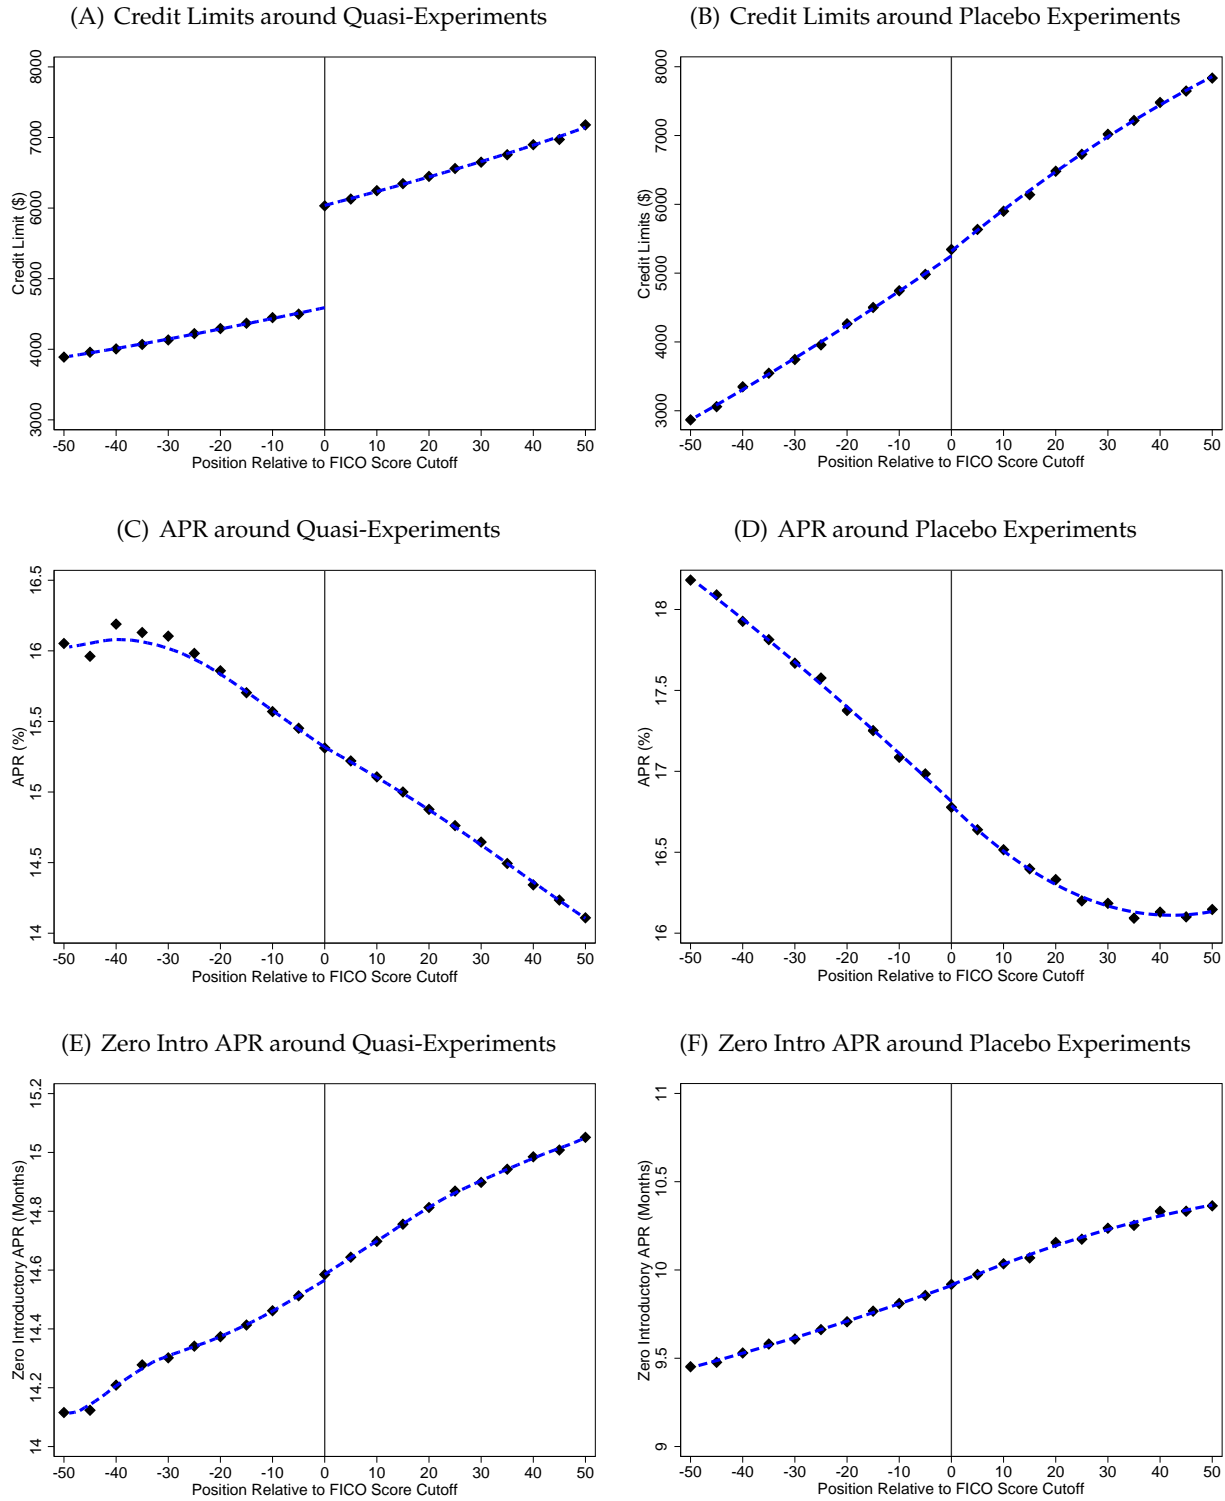 (A) Credit Limits around Quasi-Experiments
Credit Limit ($)
8000
7000
6000
5000
4000
3000
-50 -40 -30 -20 -10 0 10 20 30 40 50
Position Relative to FICO Score Cutoff
(B) Credit Limits around Placebo Experiments
Credit Limits ($)
8000
7000
6000
5000
4000
3000
-50 -40 -30 -20 -10 0 10 20 30 40 50
Position Relative to FICO Score Cutoff
(C) APR around Quasi-Experiments
APR (%)
16.5
16
15.5
15
14.5
14
-50 -40 -30 -20 -10 0 10 20 30 40 50
Position Relative to FICO Score Cutoff
(D) APR around Placebo Experiments
APR (%)
18
17.5
17
16.5
16
-50 -40 -30 -20 -10 0 10 20 30 40 50
Position Relative to FICO Score Cutoff
(E) Zero Intro APR around Quasi-Experiments
Zero Introductory APR (Months)
15.2
15
14.8
14.6
14.4
14.2
14
-50 -40 -30 -20 -10 0 10 20 30 40 50
Position Relative to FICO Score Cutoff
(F) Zero Intro APR around Placebo Experiments
Zero Introductory APR (Months)
11
10.5
10
9.5
9
-50 -40 -30 -20 -10 0 10 20 30 40 50
Position Relative to FICO Score Cutoff